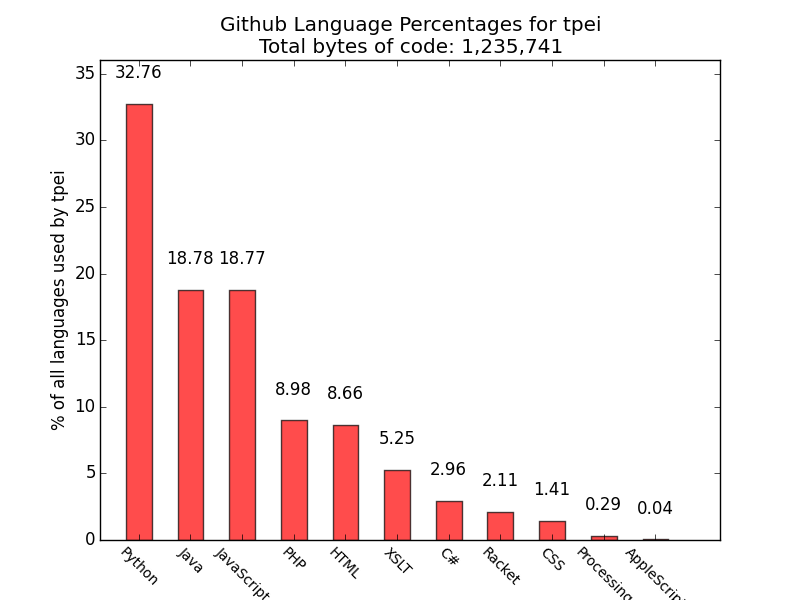 Github Language Percentages for tpei
Total bytes of code: 1,235,741
% of all languages used by tpei
35
30
25
20
15
10
5
0
32.76
18.78
18.77
8.98
8.66
5.25
2.96
2.11
1.41
0.29
0.04
Python
Java
JavaScript
PHP
HTML
XSLT
C#
Racket
CSS
Processing
AppleScrip